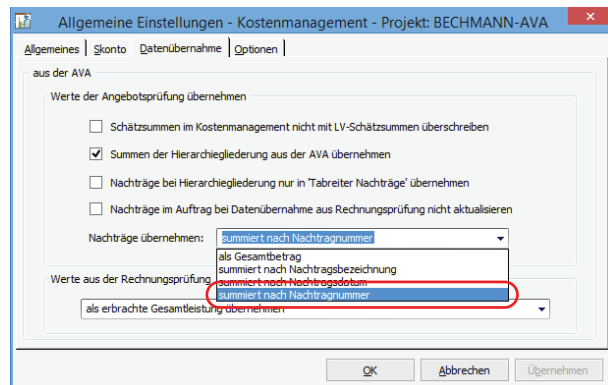 Allgemeine Einstellungen - Kostenmanagement - Projekt: BECHMANN-AVA
Allgemeines Skonto Datenübernahme Optionen
aus der AVA
Werte der Angebotsprüfung übernehmen
Schätzsummen im Kostenmanagement nicht mit LV-Schätzsummen überschreiben
Summen der Hierarchiegliederung aus der AVA übernehmen
Nachträge bei Hierarchiegliederung nur in 'Tabreiter Nachträge' übernehmen
Nachträge im Auftrag bei Datenübernahme aus Rechnungsprüfung nicht aktualisieren
Nachträge übernehmen: summiert nach Nachtragnummer
als Gesamtbetrag
summiert nach Nachtragsbezeichnung
summiert nach Nachtragsdatum
summiert nach Nachtragnummer
Werte aus der Rechnungsprüfung
als erbrachte Gesamtleistung übernehmen
OK Abbrechen Übernehmen